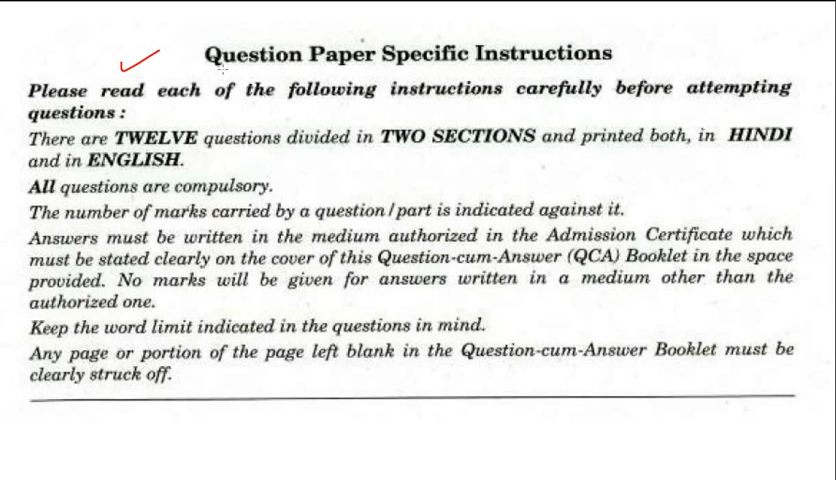 Question Paper Specific Instructions
Please read each of the following instructions carefully before attempting
questions :
There are TWELVE questions divided in TWO SECTIONS and printed both, in HINDI
and in ENGLISH.
All questions are compulsory.
The number of marks carried by a question / part is indicated against it.
Answers must be written in the medium authorized in the Admission Certificate which
must be stated clearly on the cover of this Question-cum-Answer (QCA) Booklet in the space
provided. No marks will be given for answers written in a medium other than the
authorized one.
Keep the word limit indicated in the questions in mind.
Any page or portion of the page left blank in the Question-cum-Answer Booklet must be
clearly struck off.